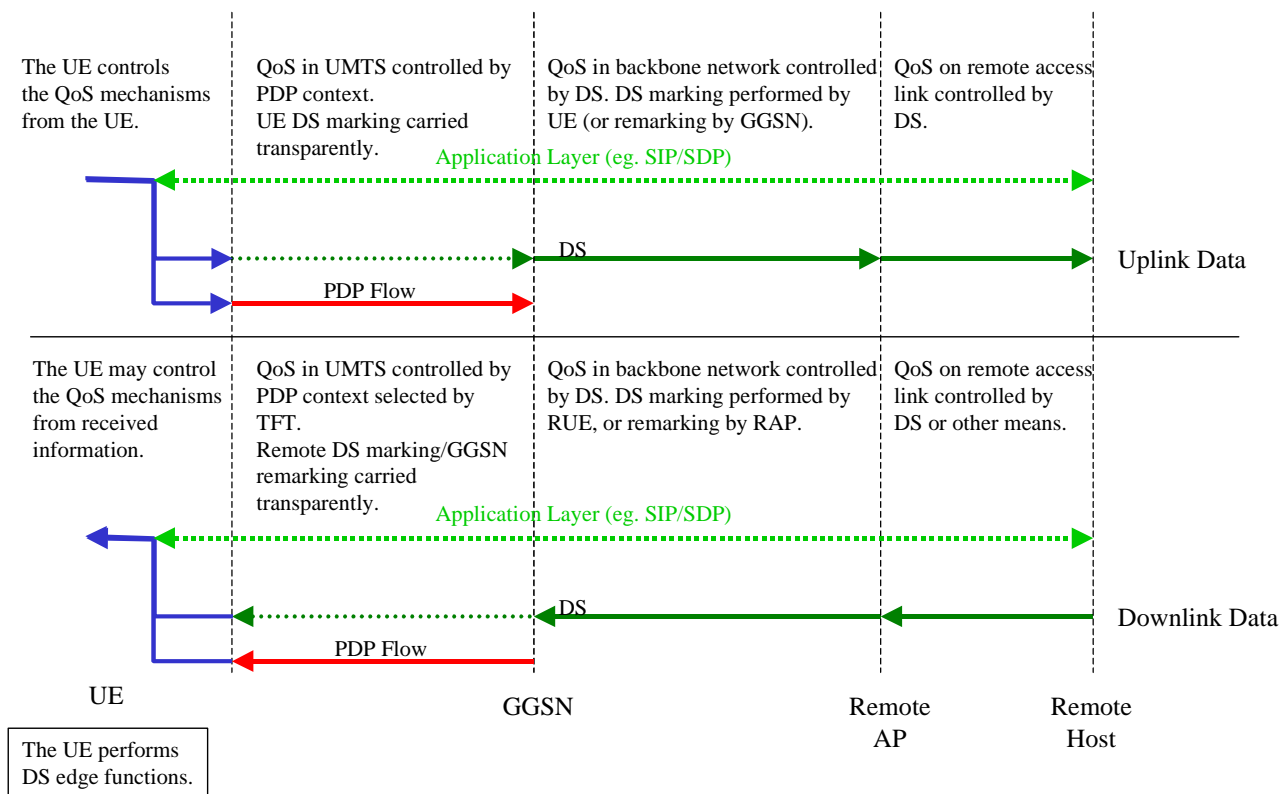 The UE controls
the QoS mechanisms
from the UE.
QoS in UMTS controlled by
PDP context.
UE DS marking carried
transparently.
QoS in backbone network controlled
by DS. DS marking performed by
UE (or remarking by GGSN).
QoS on remote access
link controlled by
DS.
Application Layer (eg. SIP/SDP)
DS
Uplink Data
PDP Flow
The UE may control
the QoS mechanisms
from received
information.
QoS in UMTS controlled by
PDP context selected by
TFT.
Remote DS marking/GGSN
remarking carried
transparently.
QoS in backbone network controlled
by DS. DS marking performed by
RUE, or remarking by RAP.
QoS on remote access
link controlled by
DS or other means.
Application Layer (eg. SIP/SDP)
DS
Downlink Data
PDP Flow
UE
GGSN
Remote
AP
Remote
Host
The UE performs
DS edge functions.